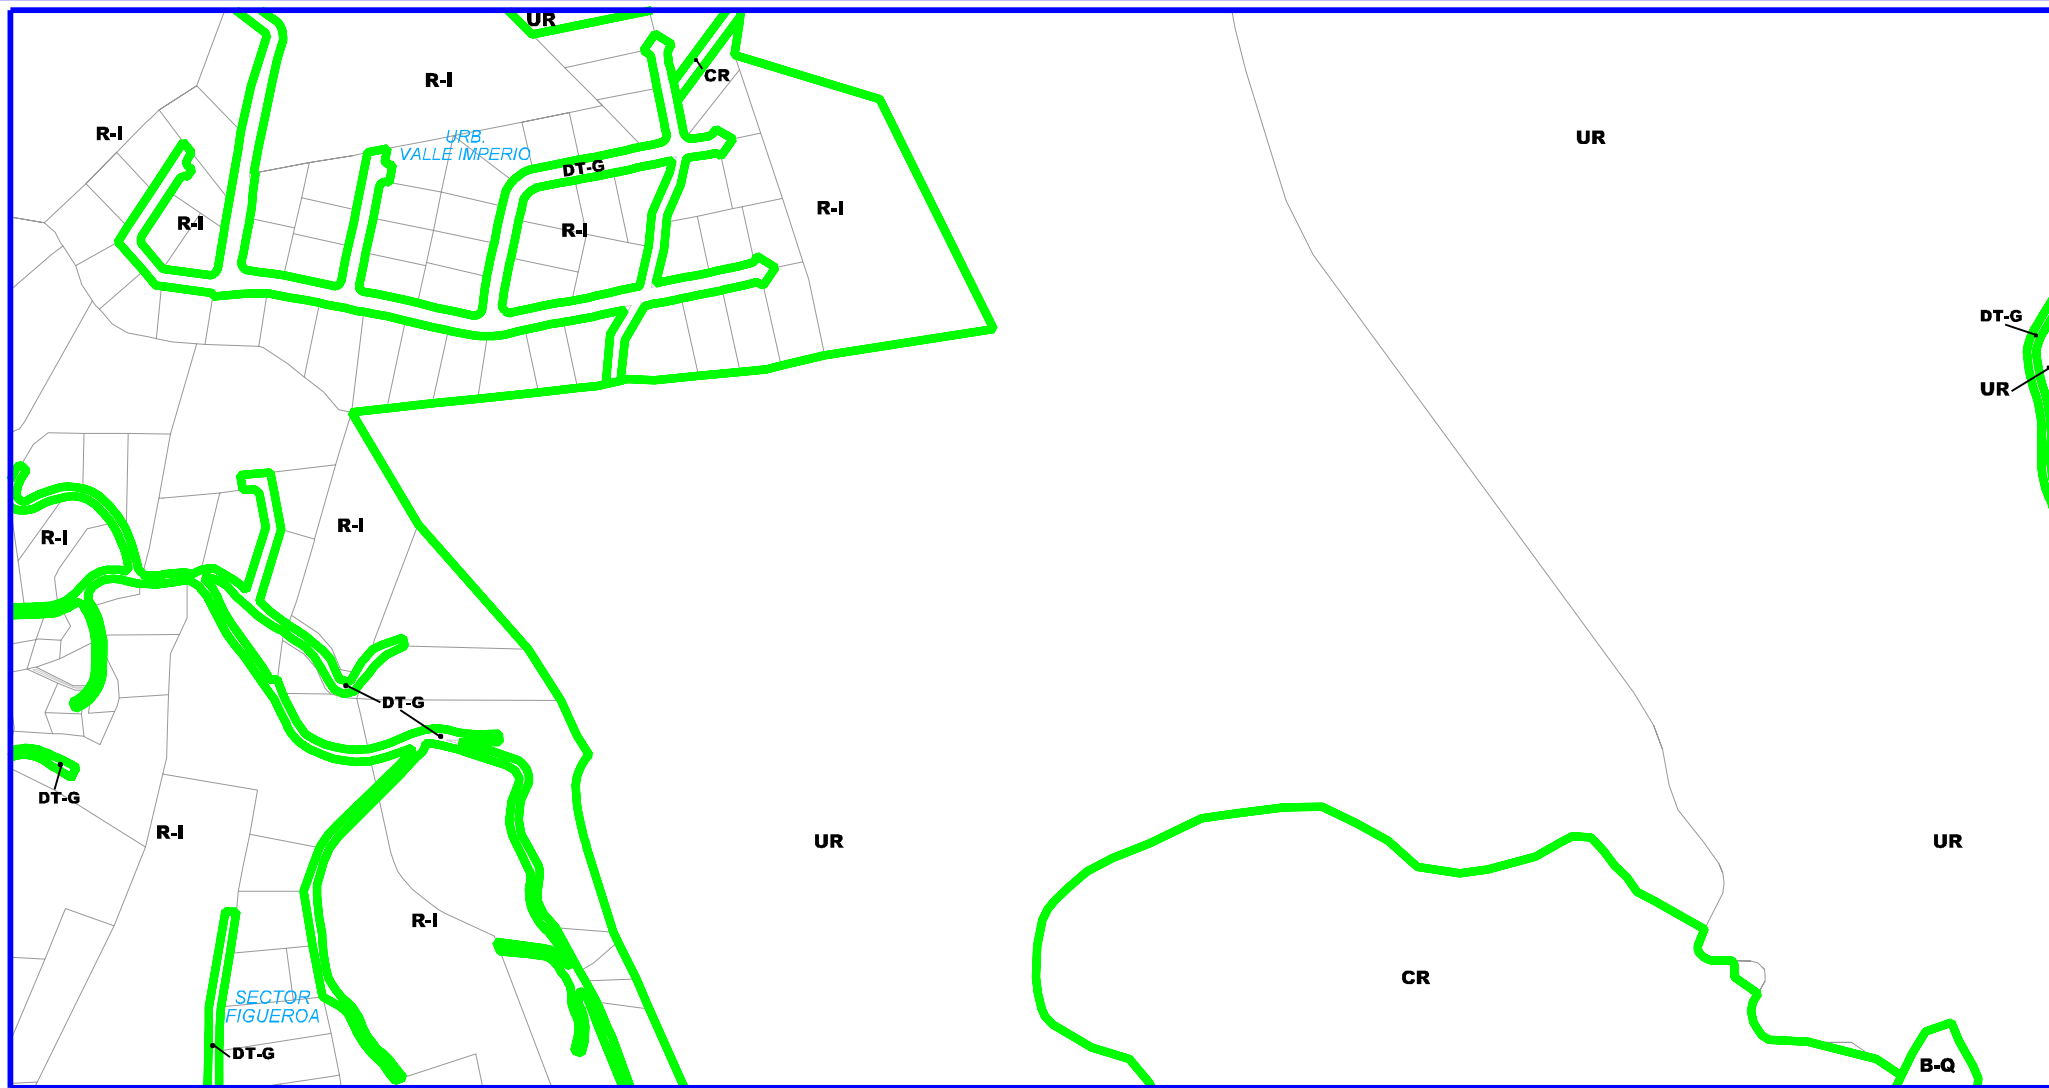 UR
R-I
CR
R-I
UR
URB.
VALLE IMPERIO
DT-G
R-I
R-I
R-I
DT-G
UR
R-I
R-I
DT-G
DT-G
R-I
UR
UR
R-I
CR
SECTOR
FIGUEROA
DT-G
B-Q